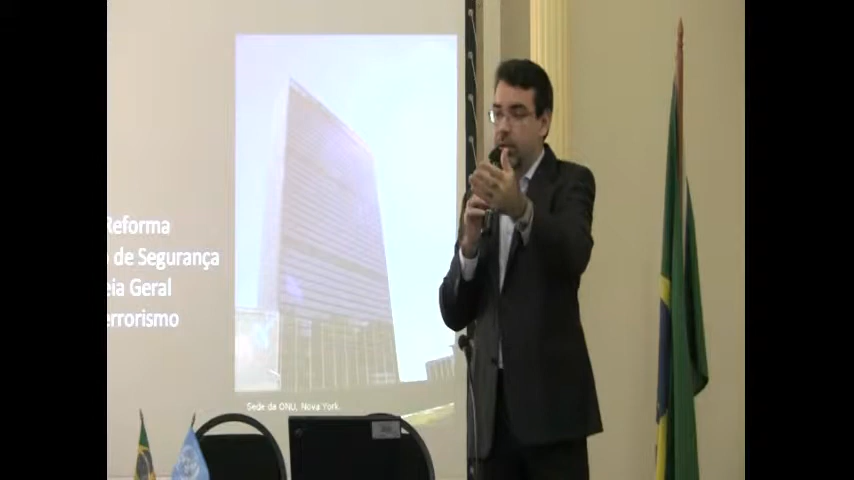 Reforma
o de Segurança
eia Geral
errorismo
Sede da ONU, Nova York.